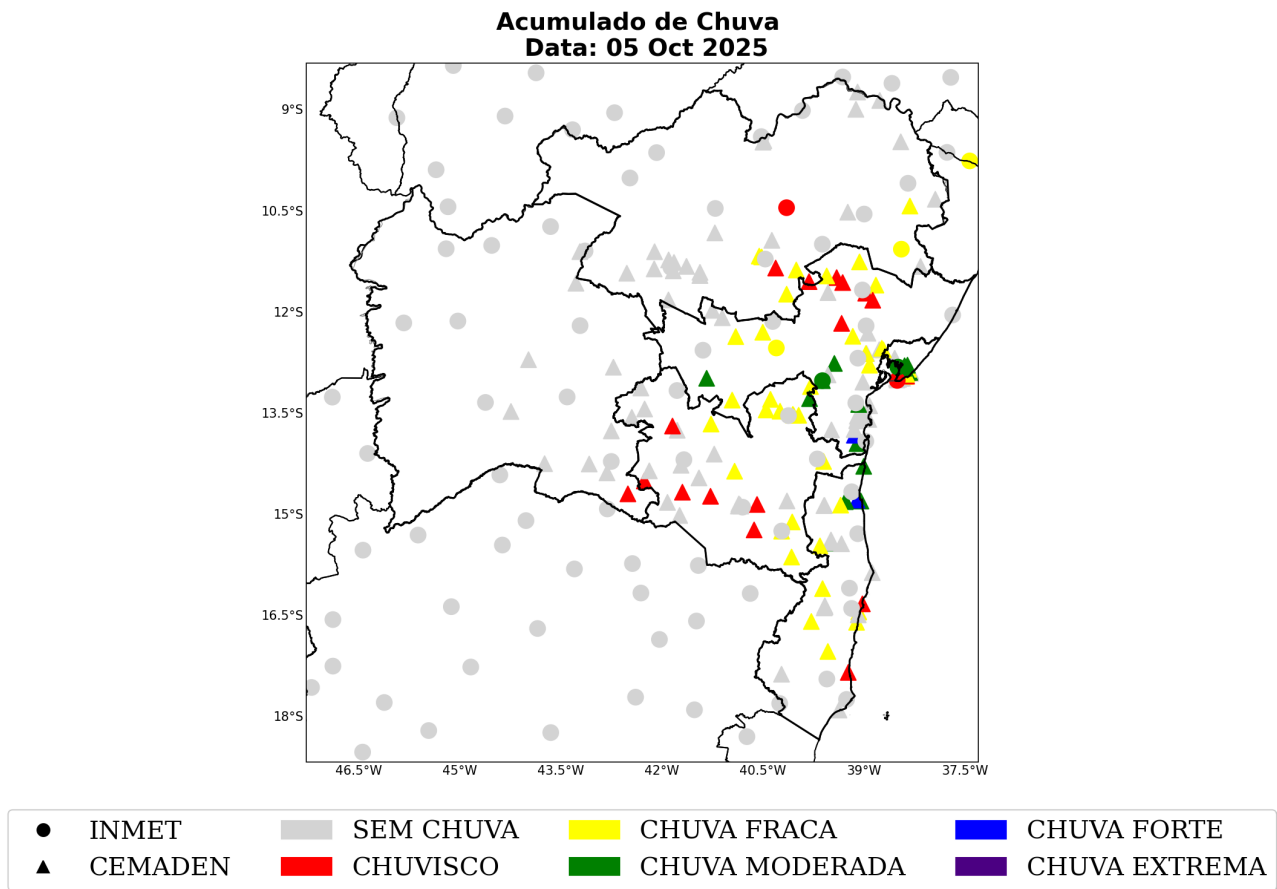 Acumulado de Chuva
Data: 05 Oct 2025
9°S
10.5°S
12°S
13.5°S
15°S
16.5°S
18°S
46.5°W 45°W 43.5°W 42°W 40.5°W 39°W 37.5°W
INMET SEM CHUVA CHUVA FRACA CHUVA FORTE
CEMADEN CHUVISCO CHUVA MODERADA CHUVA EXTREMA